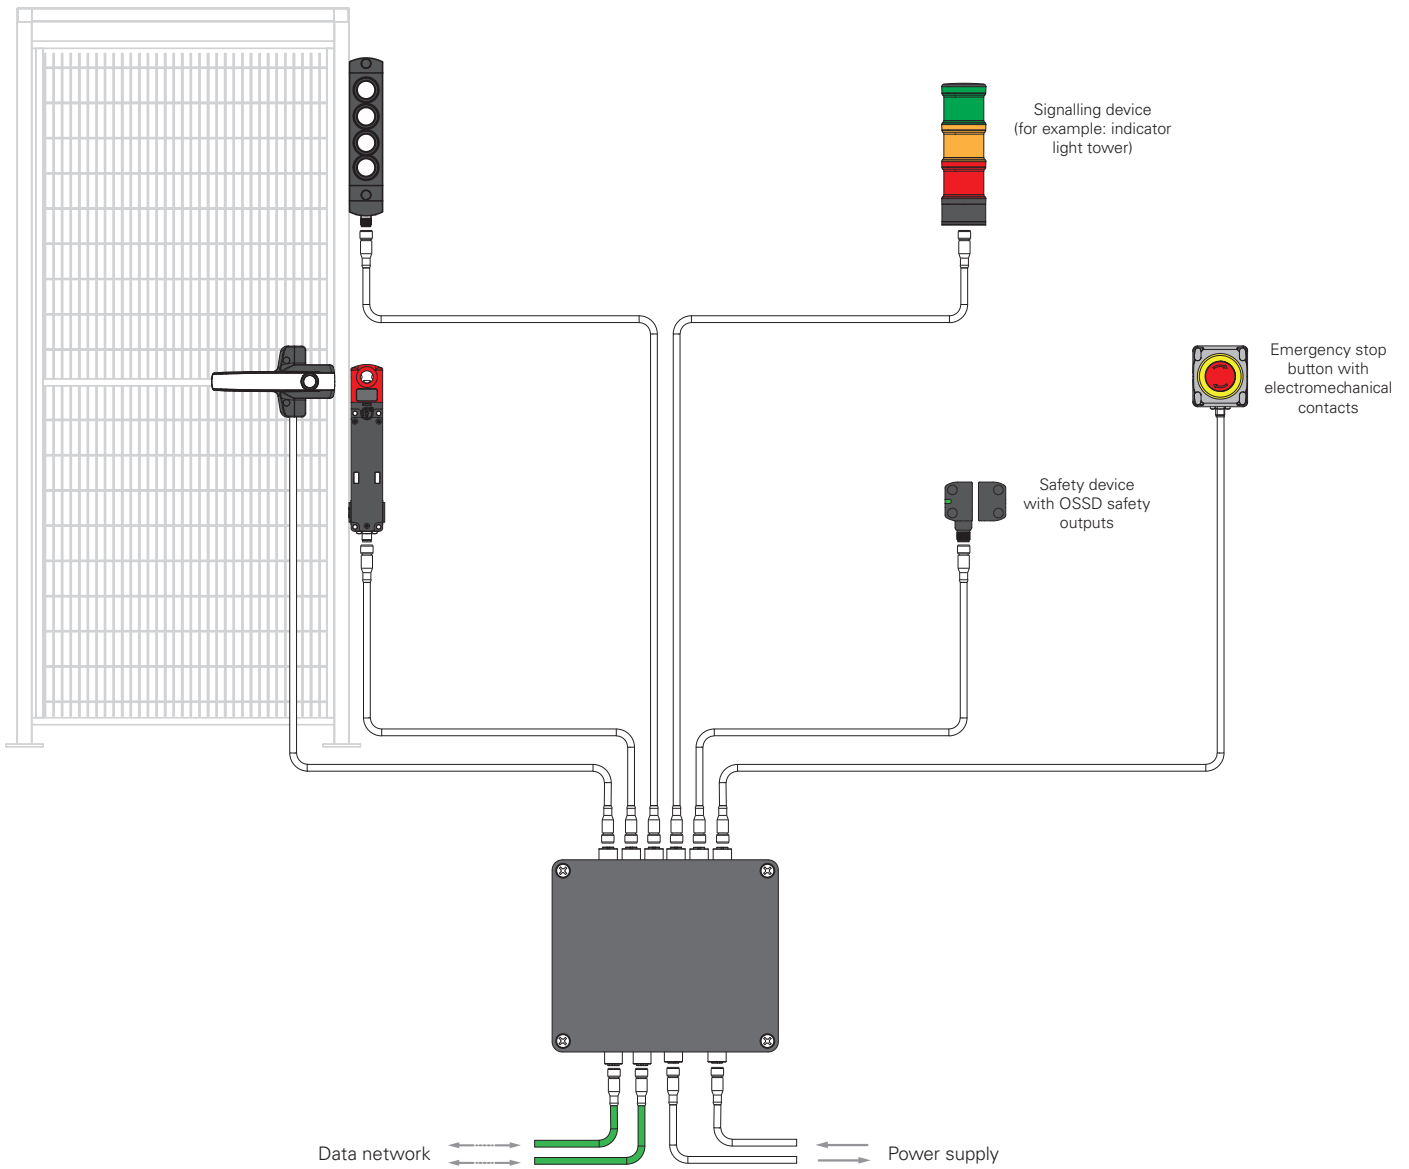 Signalling device
(for example: indicator
light tower)
Emergency stop
button with
electromechanical
contacts
Safety device
with OSSD safety
outputs
Data network
Power supply